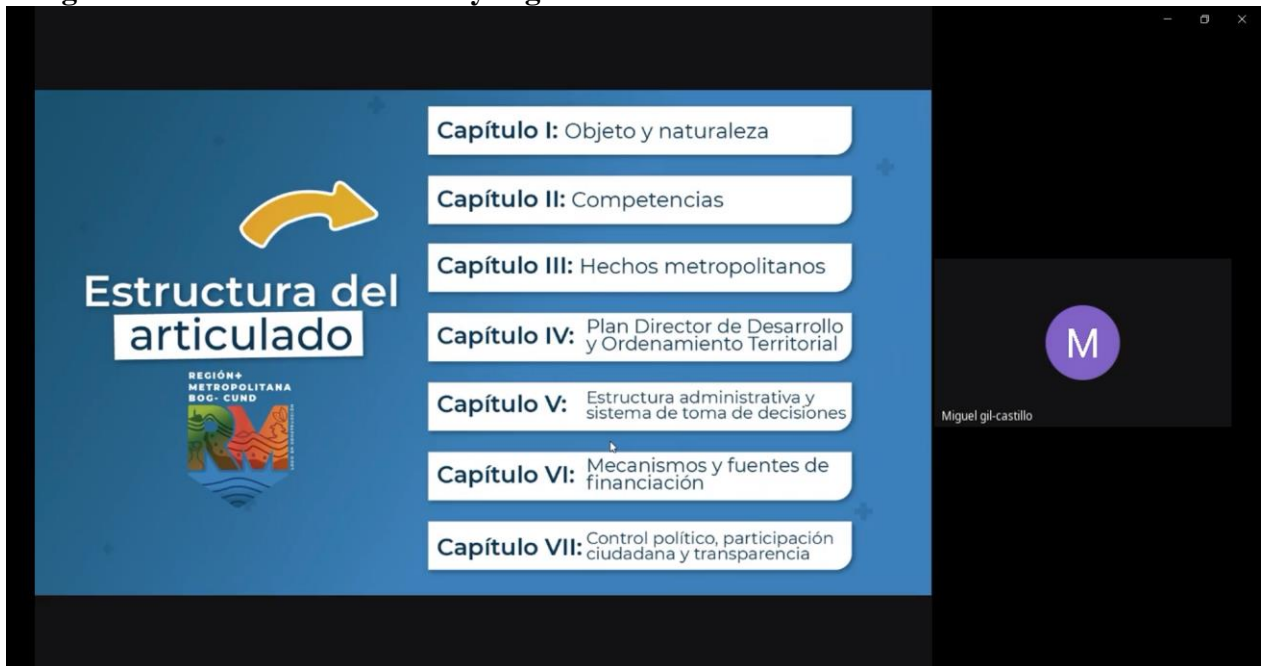 Estructura del
articulado
REGIÓN+
METROPOLITANA
BOG- CUND
RM
Capítulo I: Objeto y naturaleza
Capítulo II: Competencias
Capítulo III: Hechos metropolitanos
Capítulo IV: Plan Director de Desarrollo
y Ordenamiento Territorial
Capítulo V: Estructura administrativa y
sistema de toma de decisiones
Capítulo VI: Mecanismos y fuentes de
financiación
Capítulo VII: Control político, participación
ciudadana y transparencia
M
Miguel gil-castillo